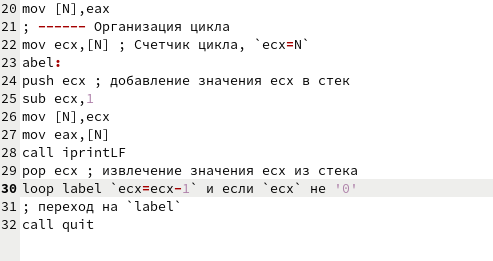 20 mov [N],eax
21 ; ------ Организация цикла
22 mov ecx,[N] ; Счетчик цикла, `ecx=N`
23 abel:
24 push ecx ; добавление значения ecx в стек
25 sub ecx,1
26 mov [N],ecx
27 mov eax,[N]
28 call iprintLF
29 pop ecx ; извлечение значения ecx из стека
30 loop label `ecx=ecx-1` и если `ecx` не '0'
31 ; переход на `label`
32 call quit